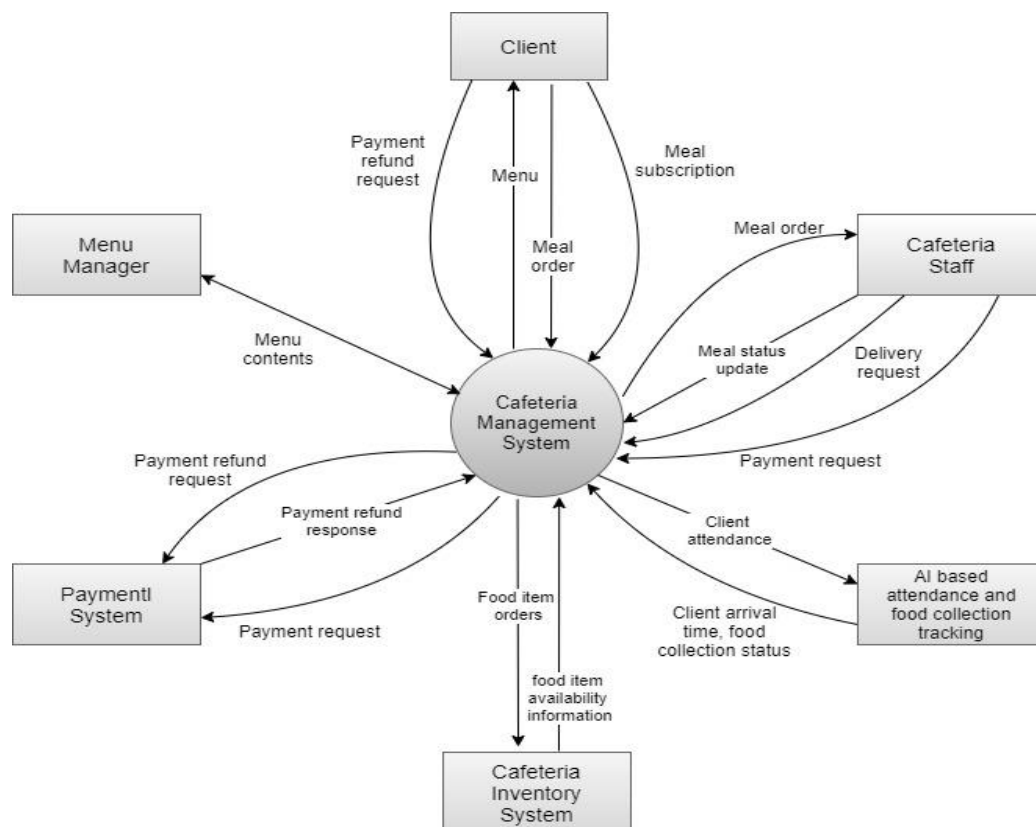 Client
Payment
refund
request
Menu
Meal
subscription
Meal
order
Menu
Manager
Meal order
Cafeteria
Staff
Menu
contents
Meal status
update
Delivery
request
Cafeteria
Management
System
Payment request
Payment refund
request
Payment refund
response
Client
attendance
PaymentI
System
Payment request
Food item
orders
Client arrival
time, food
collection status
AI based
attendance and
food collection
tracking
food item
availability
information
Cafeteria
Inventory
System